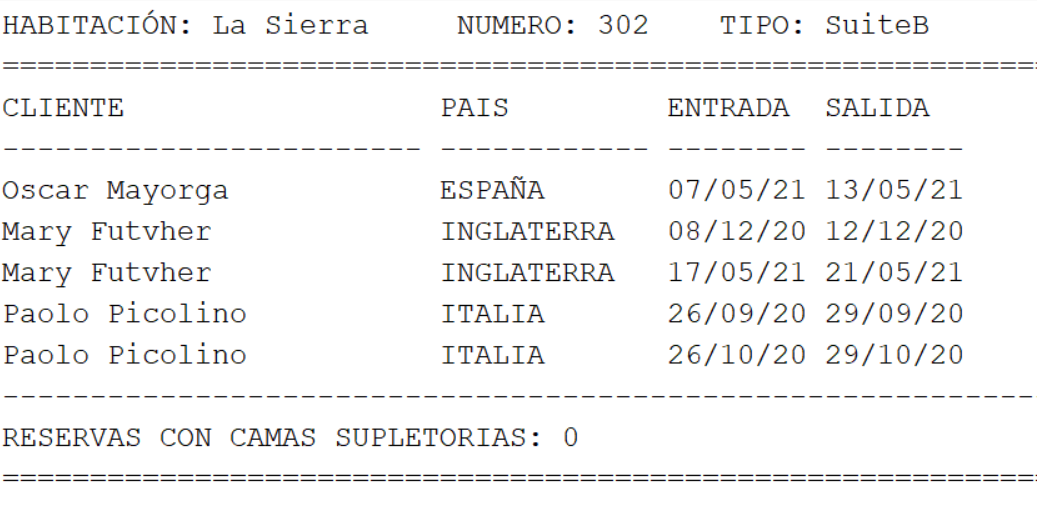 HABITACIÓN: La Sierra     NUMERO: 302    TIPO: SuiteB
============================================================
CLIENTE                  PAIS         ENTRADA  SALIDA
------------------------ ------------ -------- --------
Oscar Mayorga            ESPAÑA       07/05/21 13/05/21
Mary Futvher             INGLATERRA   08/12/20 12/12/20
Mary Futvher             INGLATERRA   17/05/21 21/05/21
Paolo Picolino           ITALIA       26/09/20 29/09/20
Paolo Picolino           ITALIA       26/10/20 29/10/20
------------------------------------------------------------
RESERVAS CON CAMAS SUPLETORIAS: 0
============================================================